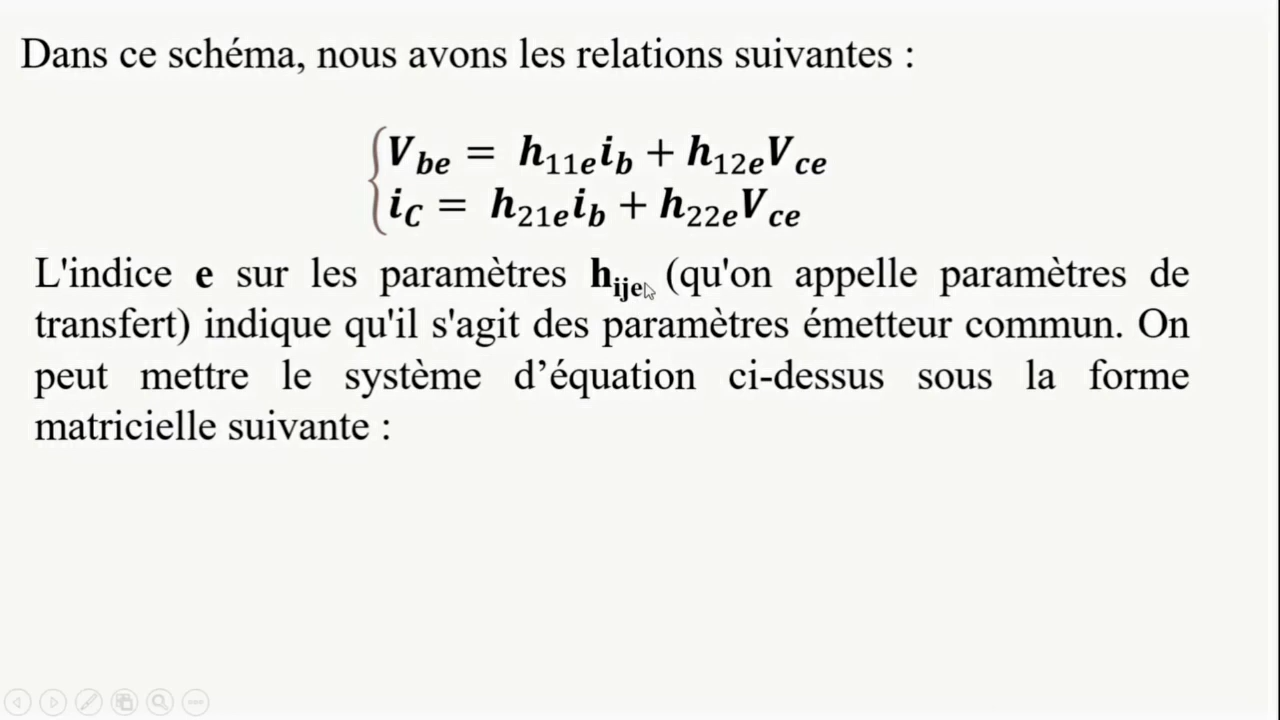 Dans ce schéma, nous avons les relations suivantes :
V_be = h_11e i_b + h_12e V_ce
i_C = h_21e i_b + h_22e V_ce
L'indice e sur les paramètres h_ije (qu'on appelle paramètres de
transfert) indique qu'il s'agit des paramètres émetteur commun. On
peut mettre le système d’équation ci-dessus sous la forme
matricielle suivante :